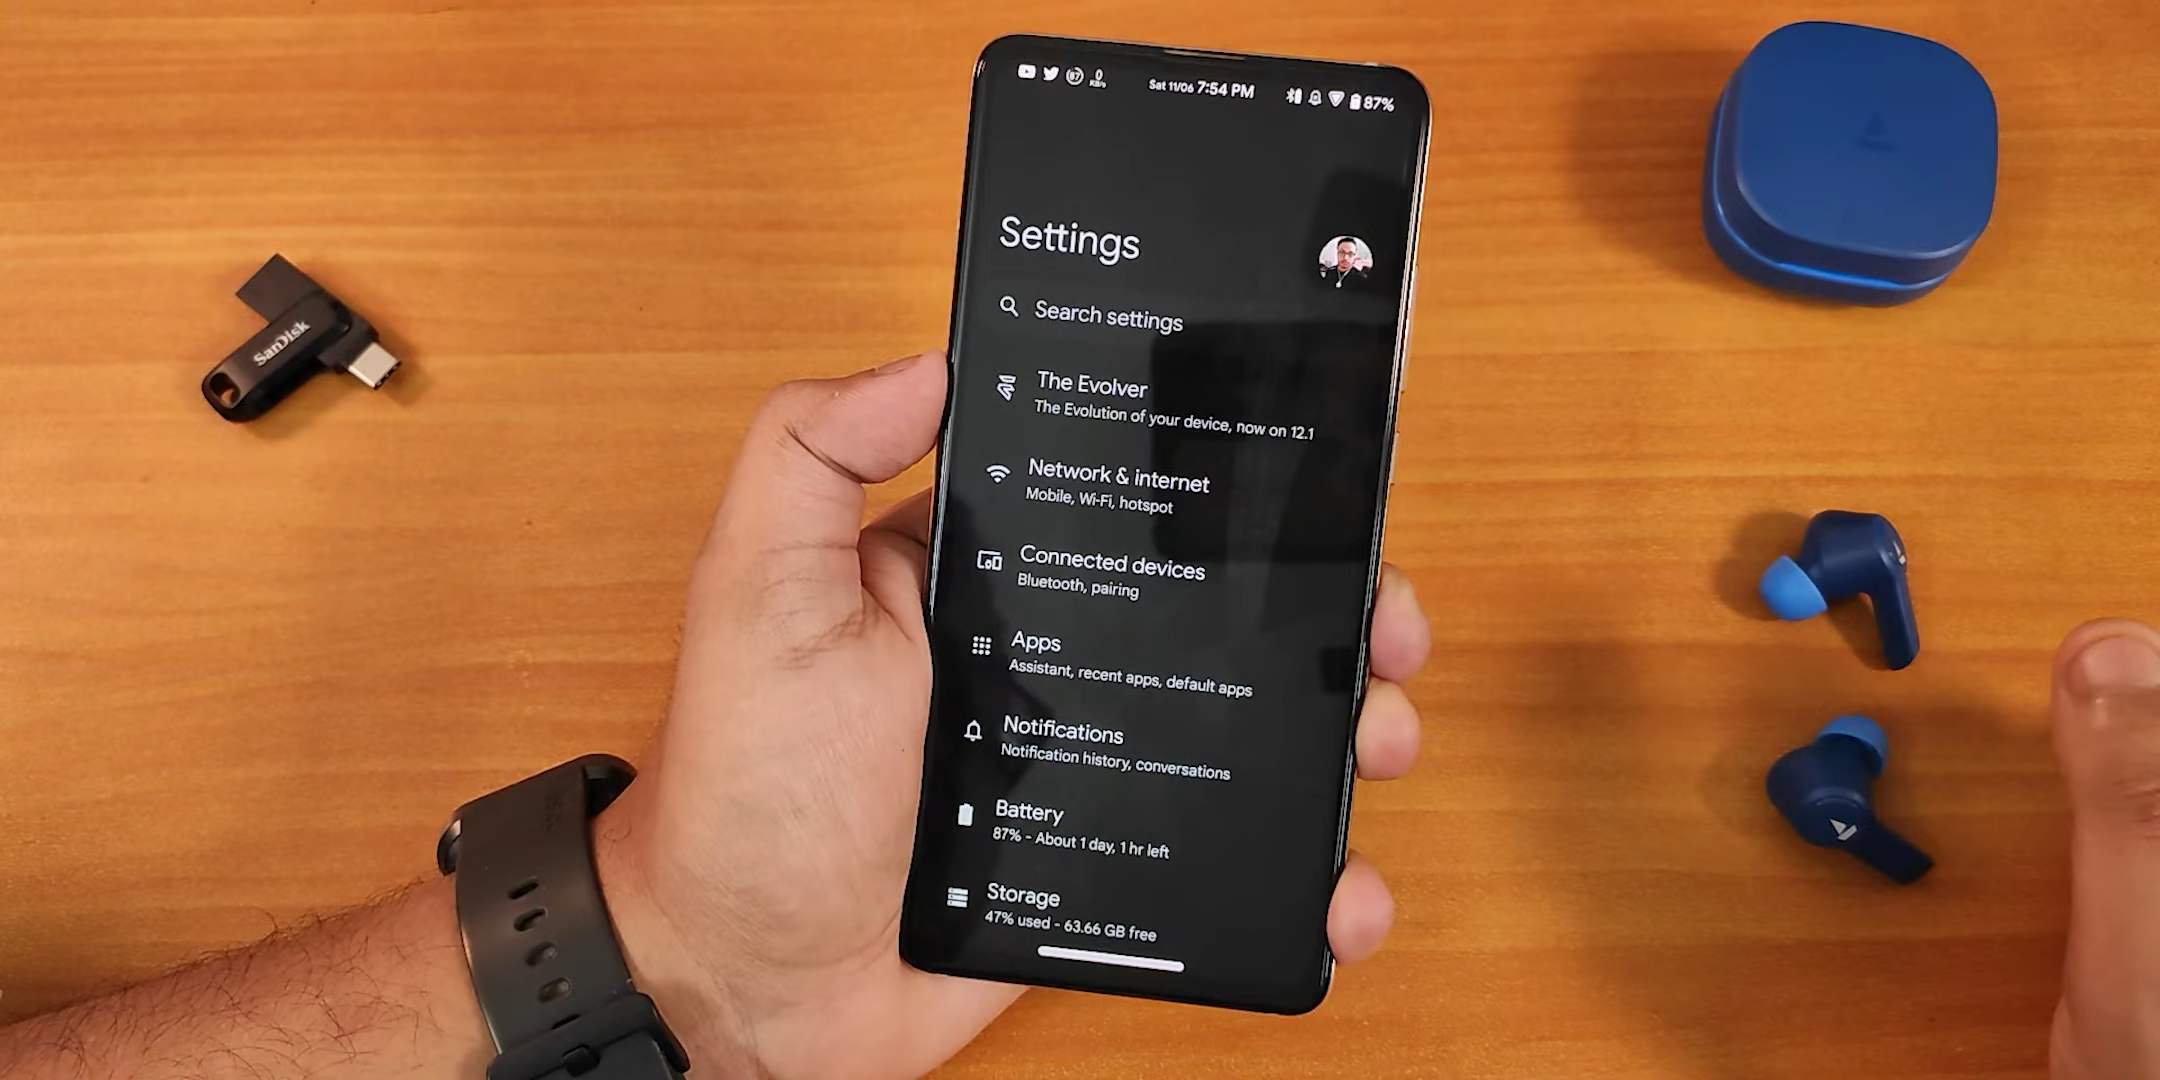 87 0 KB/s Sat 11/06 7:54 PM 87%
Settings
Search settings
The Evolver
The Evolution of your device, now on 12.1
Network & internet
Mobile, Wi-Fi, hotspot
Connected devices
Bluetooth, pairing
Apps
Assistant, recent apps, default apps
Notifications
Notification history, conversations
Battery
87% - About 1 day, 1 hr left
Storage
47% used - 63.66 GB free
SanDisk